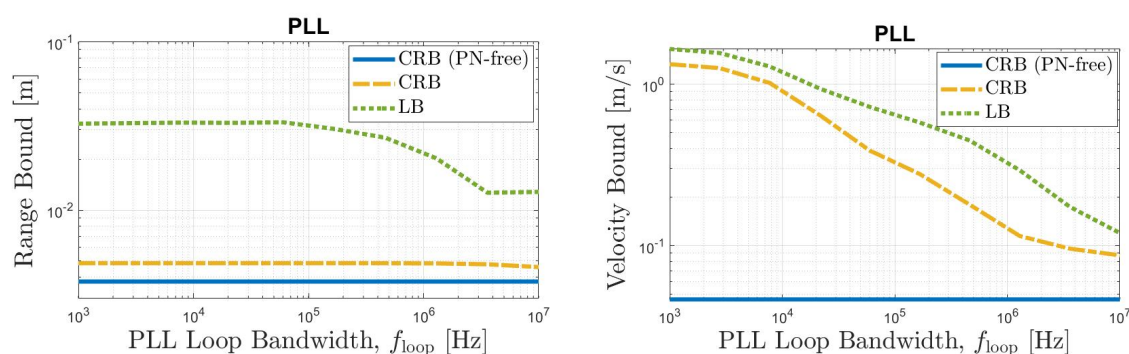 PLL
Range Bound [m]
10^-1
10^-2
CRB (PN-free)
CRB
LB
10^3
10^4
10^5
10^6
10^7
PLL Loop Bandwidth, f_loop [Hz]
PLL
Velocity Bound [m/s]
10^0
10^-1
CRB (PN-free)
CRB
LB
10^3
10^4
10^5
10^6
10^7
PLL Loop Bandwidth, f_loop [Hz]